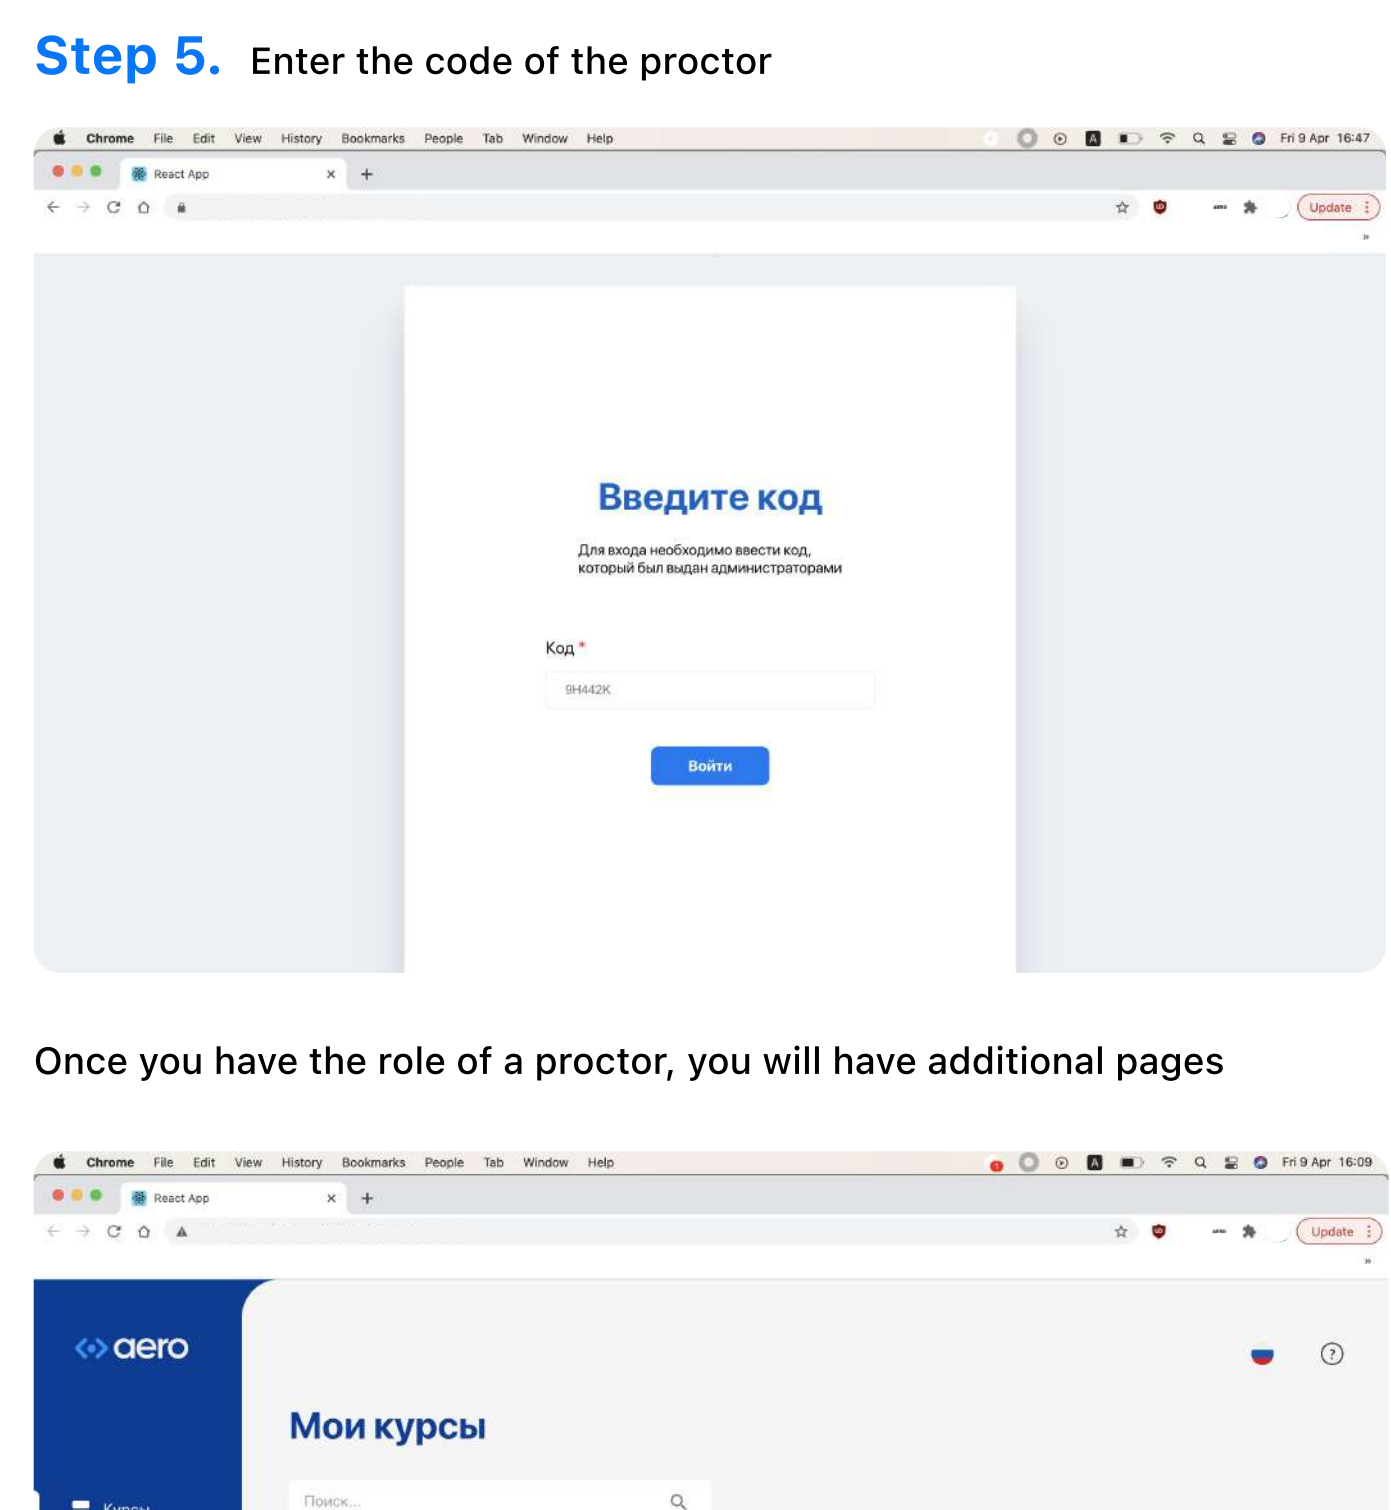 Step 5. Enter the code of the proctor
Chrome File Edit View History Bookmarks People Tab Window Help Fri 9 Apr 16:47
React App
Update
Введите код
Для входа необходимо ввести код,
который был выдан администраторами
Код *
9H442K
Войти
Once you have the role of a proctor, you will have additional pages
Chrome File Edit View History Bookmarks People Tab Window Help Fri 9 Apr 16:09
React App
Update
aero
Мои курсы
Поиск...
Курсы